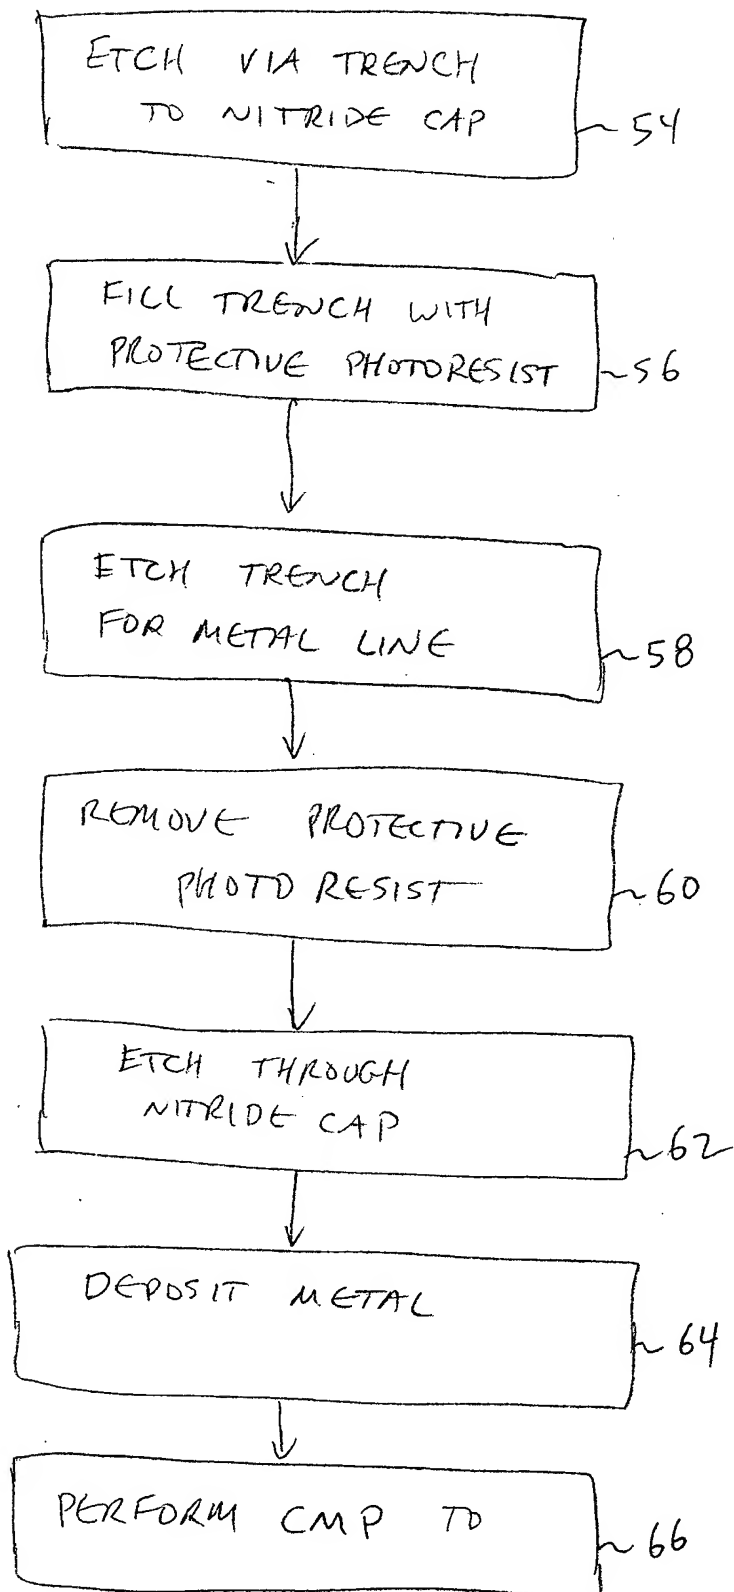 ETCH VIA TRENCH
TO NITRIDE CAP
~54
FILL TRENCH WITH
PROTECTIVE PHOTORESIST
~56
ETCH TRENCH
FOR METAL LINE
~58
REMOVE PROTECTIVE
PHOTO RESIST
~60
ETCH THROUGH
NITRIDE CAP
~62
DEPOSIT METAL
~64
PERFORM CMP TO
~66